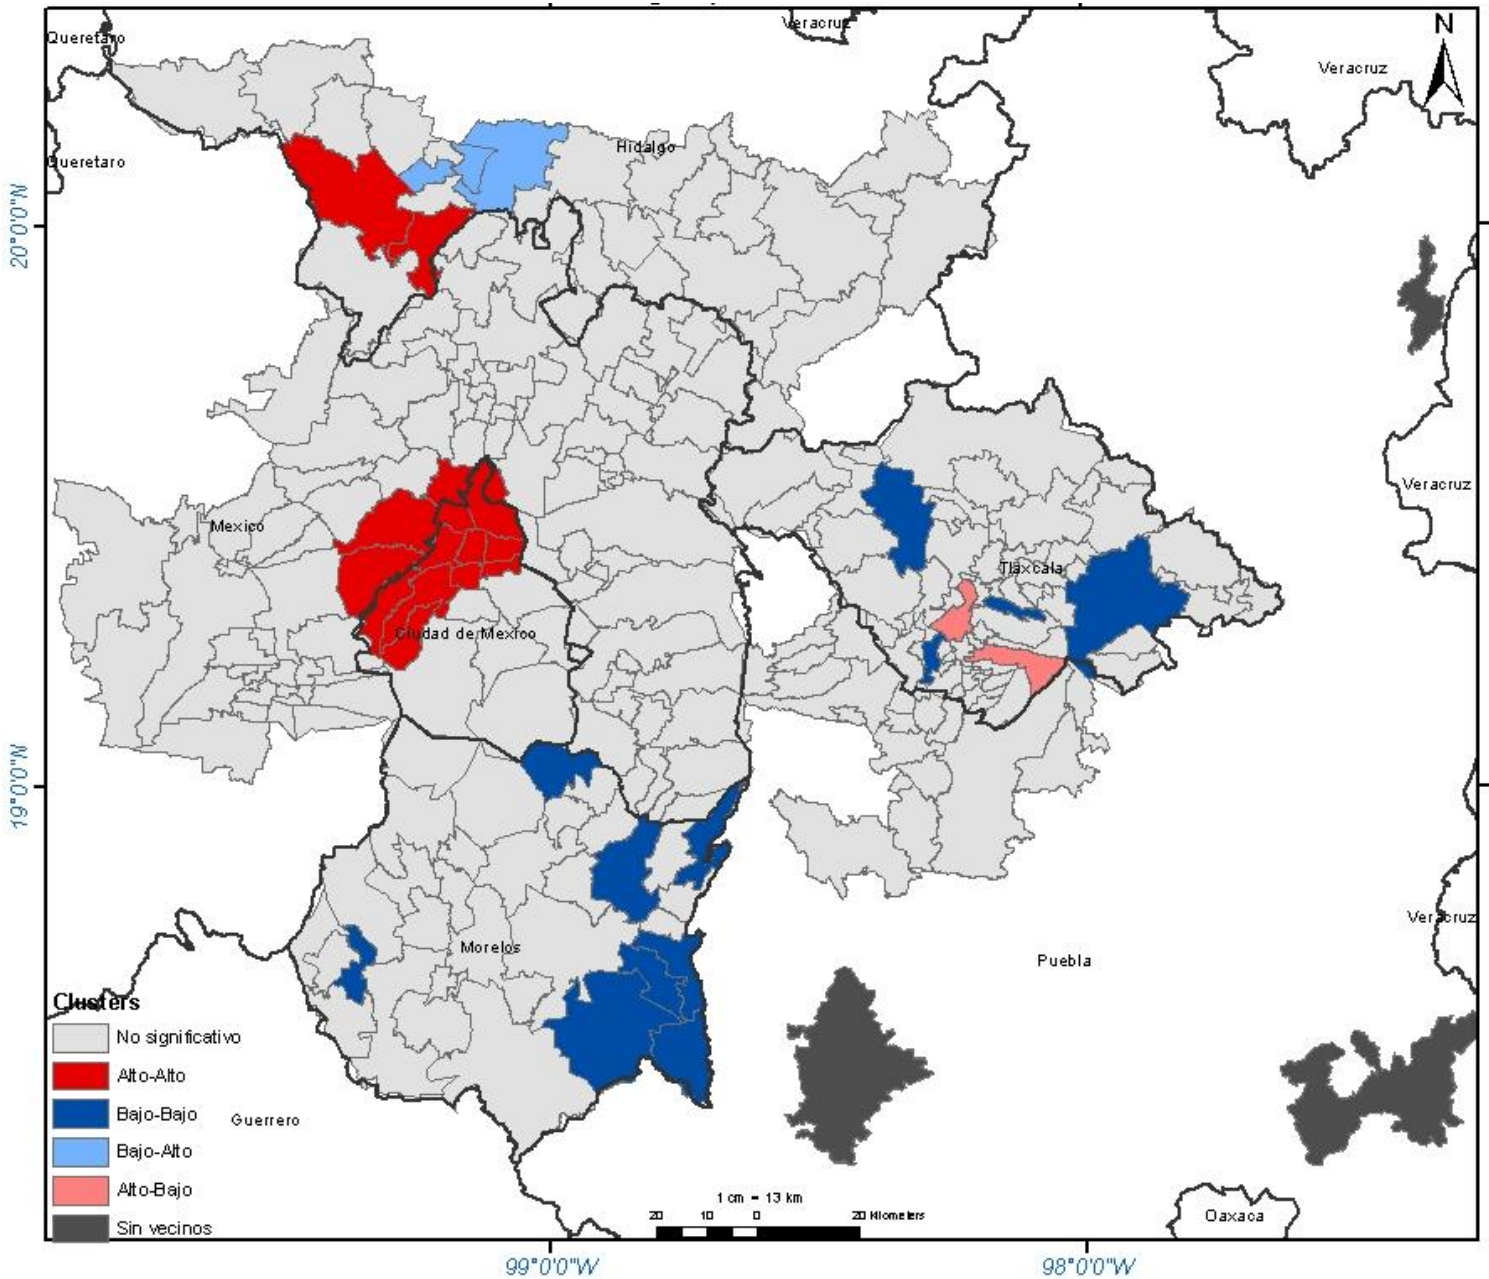 Veracruz
N
Queretaro
Veracruz
Hidalgo
Queretaro
20°0'0"N
Veracruz
Mexico
Tlaxcala
Ciudad de Mexico
19°0'0"N
Veracruz
Morelos
Puebla
Clusters
No significativo
Alto-Alto
Bajo-Bajo
Guerrero
Bajo-Alto
Alto-Bajo
1 cm = 13 km
Sin vecinos
20 10 0 20 Kilometers
Oaxaca
99°0'0"W 98°0'0"W